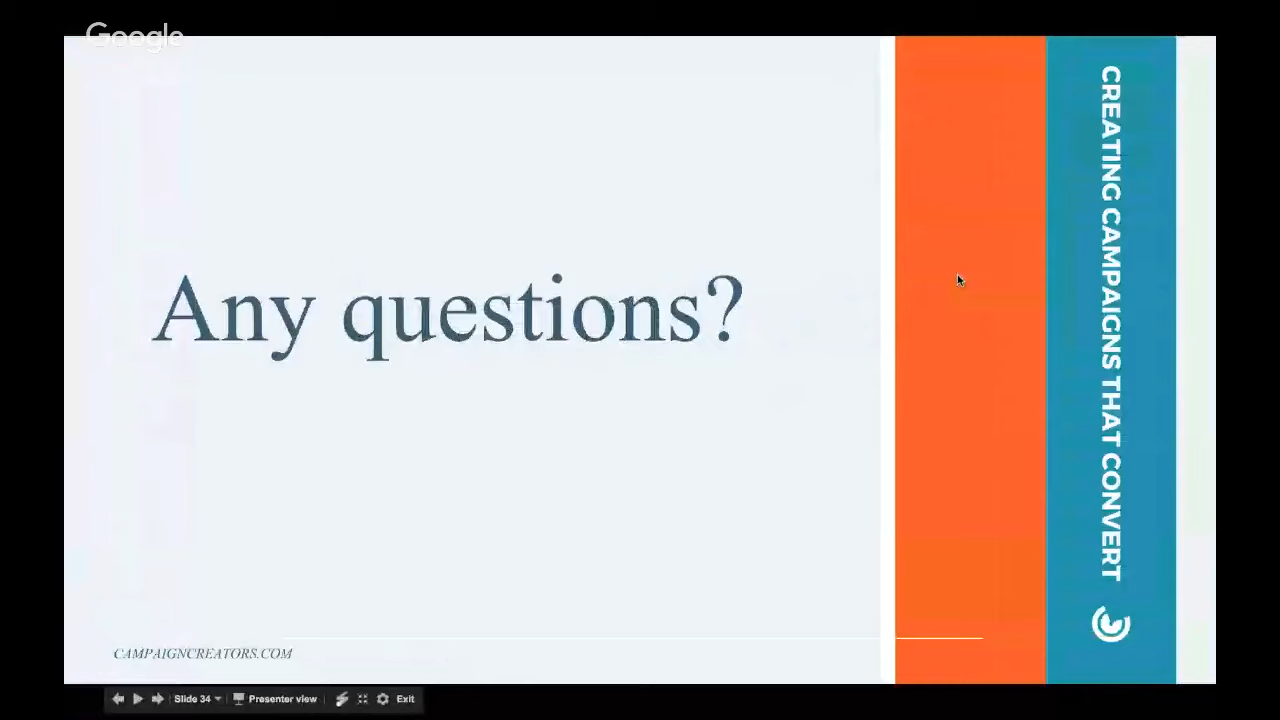 Google
Any questions?
CREATING CAMPAIGNS THAT CONVERT
CAMPAIGNCREATORS.COM
Slide 34 Presenter view Exit